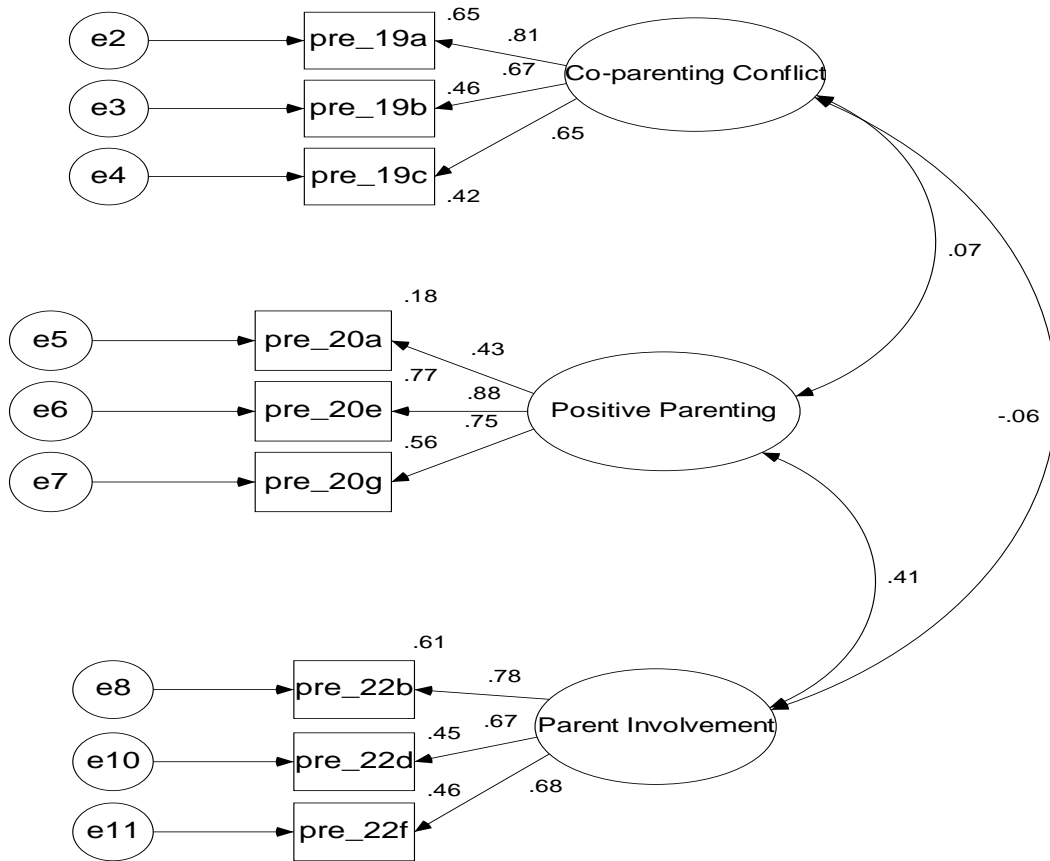 .65
e2
pre_19a
.81
Co-parenting Conflict
.67
.46
e3
pre_19b
.65
e4
pre_19c
.42
.07
.18
e5
pre_20a
.43
.77
.88
e6
pre_20e
Positive Parenting
-.06
.75
.56
e7
pre_20g
.41
.61
e8
pre_22b
.78
.67
Parent Involvement
.45
e10
pre_22d
.46
.68
e11
pre_22f